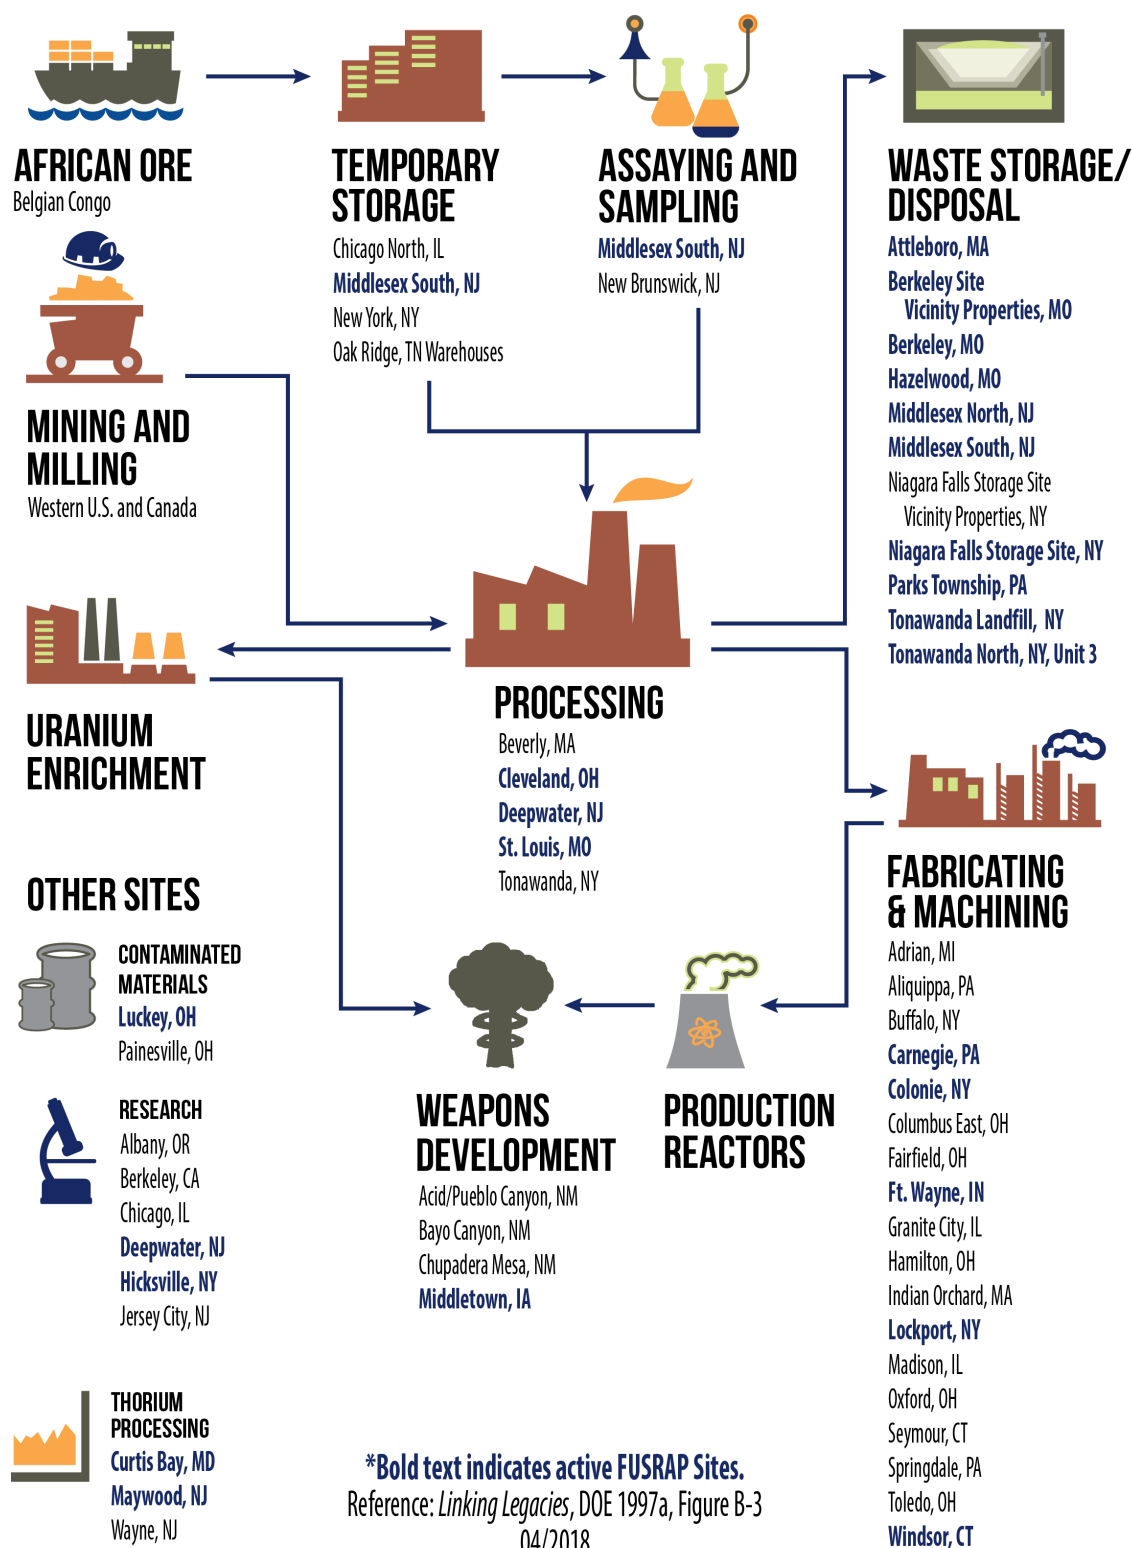 AFRICAN ORE
Belgian Congo
TEMPORARY
STORAGE
Chicago North, IL
Middlesex South, NJ
New York, NY
Oak Ridge, TN Warehouses
ASSAYING AND
SAMPLING
Middlesex South, NJ
New Brunswick, NJ
WASTE STORAGE/
DISPOSAL
Attleboro, MA
Berkeley Site
Vicinity Properties, MO
Berkeley, MO
Hazelwood, MO
Middlesex North, NJ
Middlesex South, NJ
Niagara Falls Storage Site
Vicinity Properties, NY
Niagara Falls Storage Site, NY
Parks Township, PA
Tonawanda Landfill, NY
Tonawanda North, NY, Unit 3
MINING AND
MILLING
Western U.S. and Canada
PROCESSING
Beverly, MA
Cleveland, OH
Deepwater, NJ
St. Louis, MO
Tonawanda, NY
URANIUM
ENRICHMENT
FABRICATING
& MACHINING
Adrian, MI
Aliquippa, PA
Buffalo, NY
Carnegie, PA
Colonie, NY
Columbus East, OH
Fairfield, OH
Ft. Wayne, IN
Granite City, IL
Hamilton, OH
Indian Orchard, MA
Lockport, NY
Madison, IL
Oxford, OH
Seymour, CT
Springdale, PA
Toledo, OH
Windsor, CT
OTHER SITES
CONTAMINATED
MATERIALS
Luckey, OH
Painesville, OH
RESEARCH
Albany, OR
Berkeley, CA
Chicago, IL
Deepwater, NJ
Hicksville, NY
Jersey City, NJ
THORIUM
PROCESSING
Curtis Bay, MD
Maywood, NJ
Wayne, NJ
WEAPONS
DEVELOPMENT
Acid/Pueblo Canyon, NM
Bayo Canyon, NM
Chupadera Mesa, NM
Middletown, IA
PRODUCTION
REACTORS
*Bold text indicates active FUSRAP Sites.
Reference: Linking Legacies, DOE 1997a, Figure B-3
04/2018